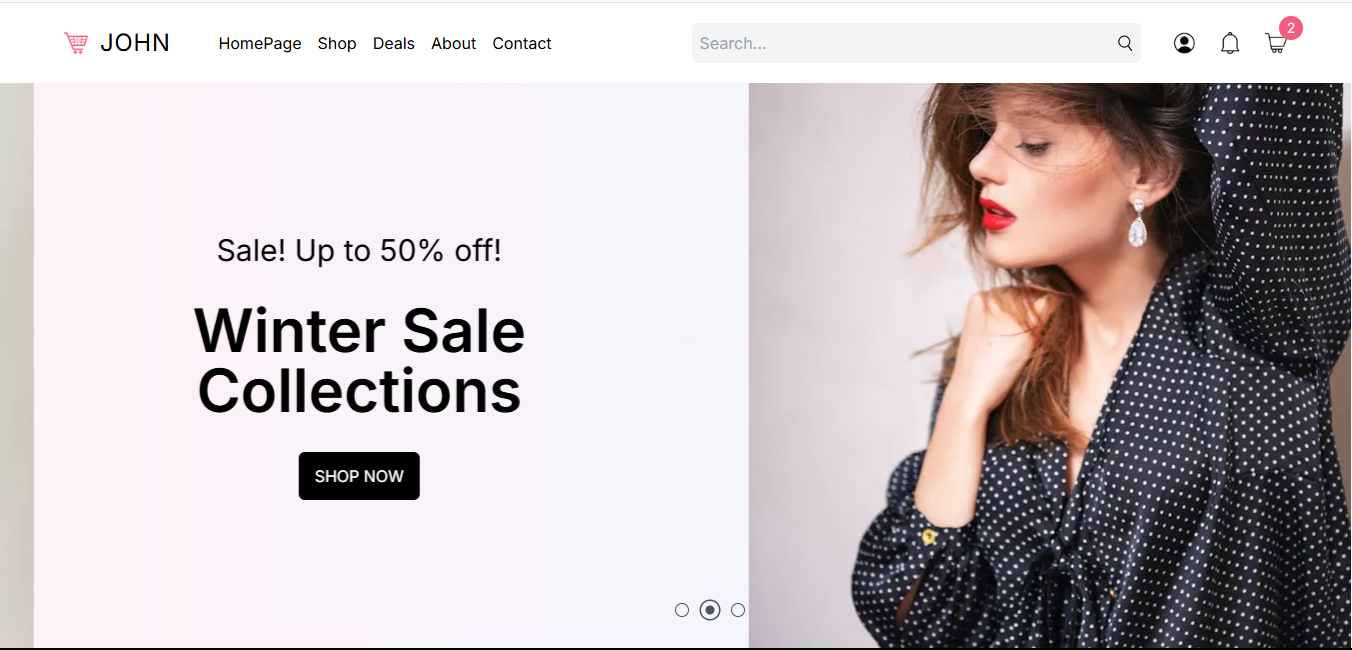 JOHN
HomePage Shop Deals About Contact
Search...
2
Sale! Up to 50% off!
Winter Sale
Collections
SHOP NOW